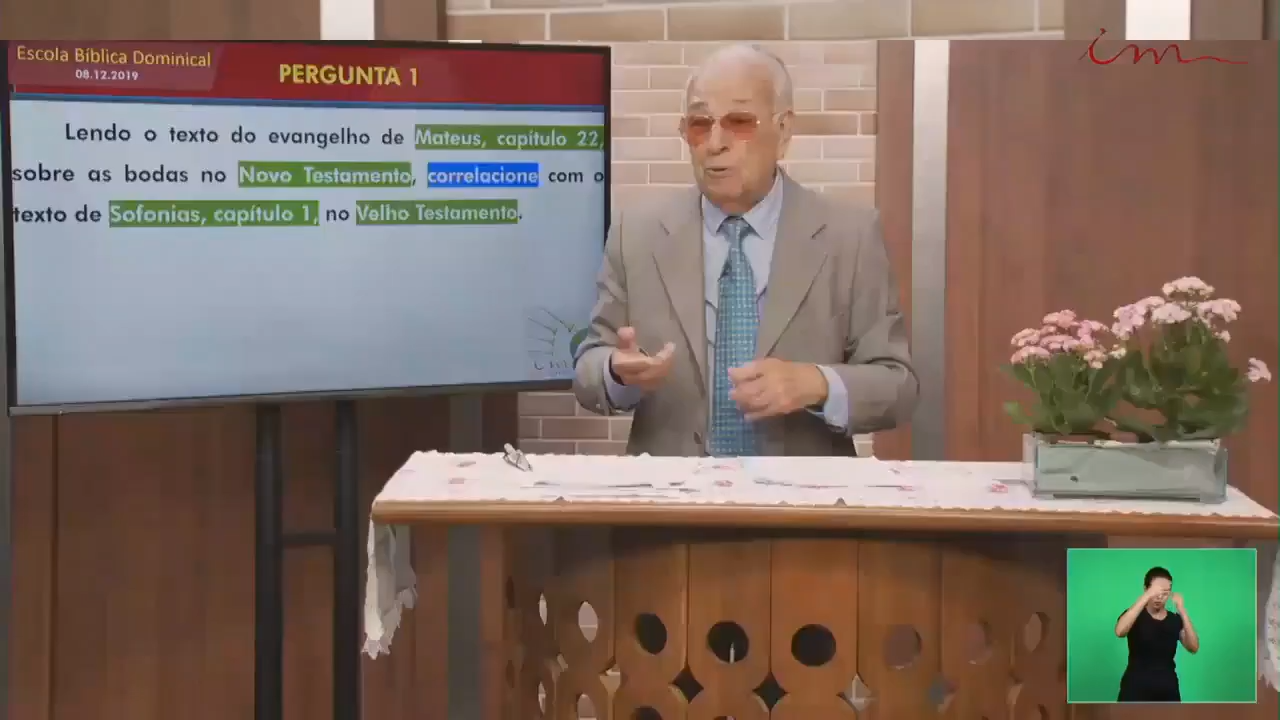 Escola Bíblica Dominical
08.12.2019
PERGUNTA 1
Lendo o texto do evangelho de Mateus, capítulo 22,
sobre as bodas no Novo Testamento, correlacione com o
texto de Sofonias, capítulo 1, no Velho Testamento.
im